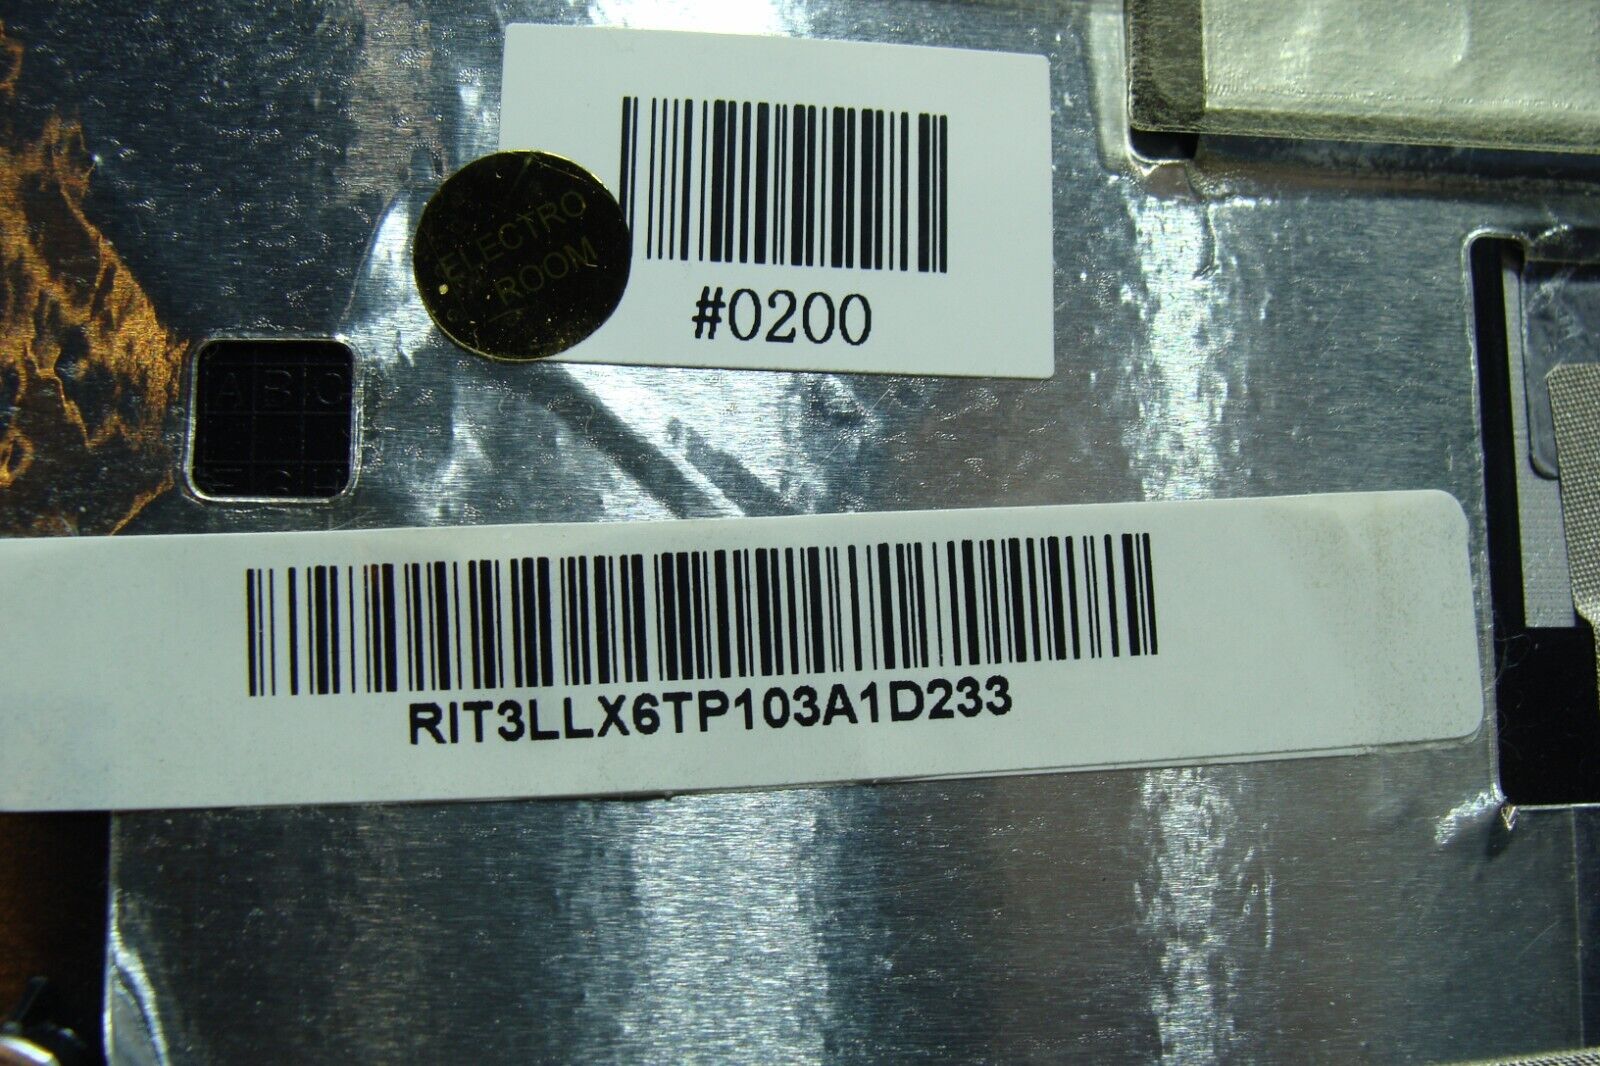 ELECTRO
ROOM
#0200
A B C
RIT3LLX6TP103A1D233